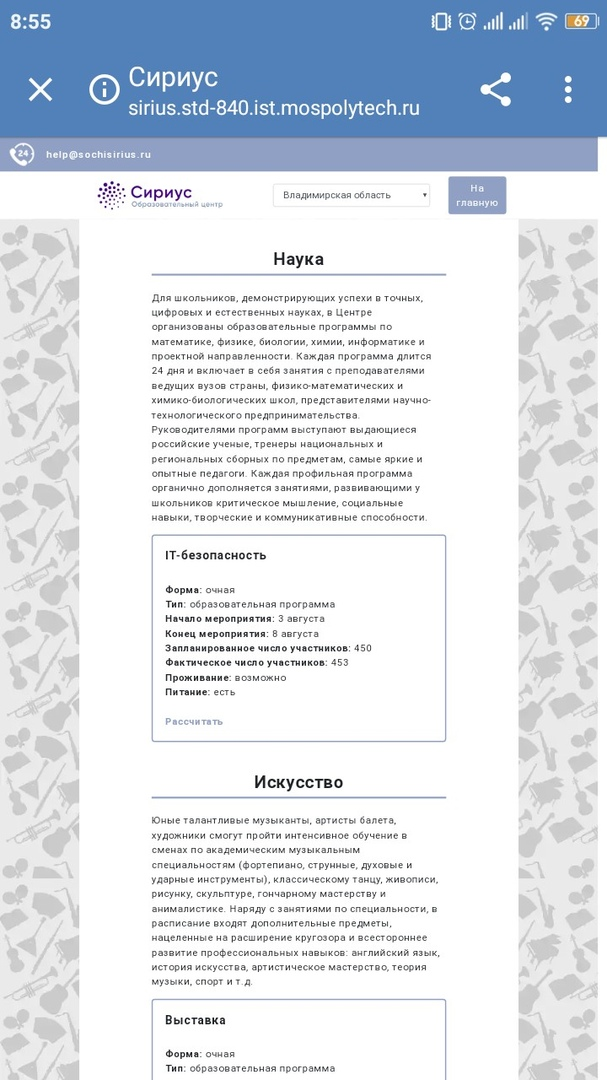 8:55
69
Сириус
sirius.std-840.ist.mospolytech.ru
24
help@sochisirius.ru
Сириус
Образовательный центр
Владимирская область
На
главную
Наука
Для школьников, демонстрирующих успехи в точных,
цифровых и естественных науках, в Центре
организованы образовательные программы по
математике, физике, биологии, химии, информатике и
проектной направленности. Каждая программа длится
24 дня и включает в себя занятия с преподавателями
ведущих вузов страны, физико-математических и
химико-биологических школ, представителями научно-
технологического предпринимательства.
Руководителями программ выступают выдающиеся
российские ученые, тренеры национальных и
региональных сборных по предметам, самые яркие и
опытные педагоги. Каждая профильная программа
органично дополняется занятиями, развивающими у
школьников критическое мышление, социальные
навыки, творческие и коммуникативные способности.
IT-безопасность
Форма: очная
Тип: образовательная программа
Начало мероприятия: 3 августа
Конец мероприятия: 8 августа
Запланированное число участников: 450
Фактическое число участников: 453
Проживание: возможно
Питание: есть
Рассчитать
Искусство
Юные талантливые музыканты, артисты балета,
художники смогут пройти интенсивное обучение в
сменах по академическим музыкальным
специальностям (фортепиано, струнные, духовые и
ударные инструменты), классическому танцу, живописи,
рисунку, скульптуре, гончарному мастерству и
анималистике. Наряду с занятиями по специальности, в
расписание входят дополнительные предметы,
нацеленные на расширение кругозора и всестороннее
развитие профессиональных навыков: английский язык,
история искусства, артистическое мастерство, теория
музыки, спорт и т.д.
Выставка
Форма: очная
Тип: образовательная программа